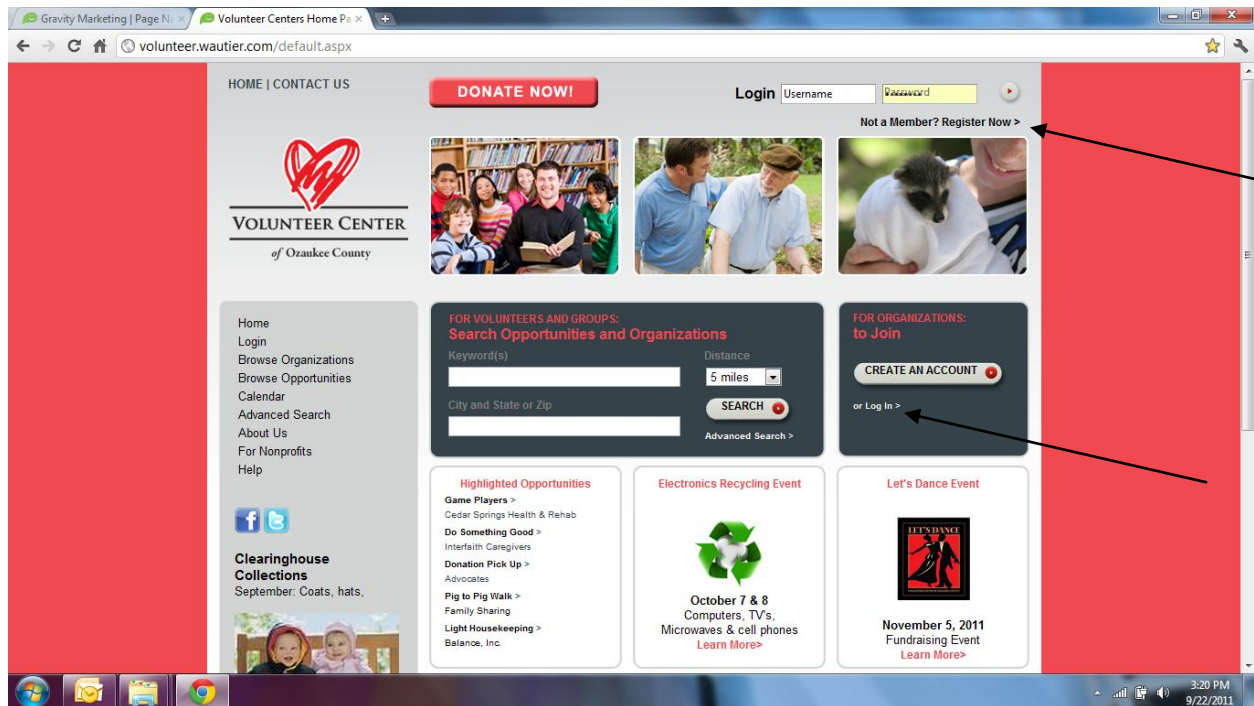 Gravity Marketing | Page Na
Volunteer Centers Home Pa
volunteer.wautier.com/default.aspx
HOME | CONTACT US
DONATE NOW!
Login Username Password
Not a Member? Register Now >
VOLUNTEER CENTER
of Ozaukee County
Home
Login
Browse Organizations
Browse Opportunities
Calendar
Advanced Search
About Us
For Nonprofits
Help
Clearinghouse
Collections
September: Coats, hats,
FOR VOLUNTEERS AND GROUPS:
Search Opportunities and Organizations
Keyword(s)
Distance
5 miles
City and State or Zip
SEARCH
Advanced Search >
FOR ORGANIZATIONS:
to Join
CREATE AN ACCOUNT
or Log In >
Highlighted Opportunities
Game Players >
Cedar Springs Health & Rehab
Do Something Good >
Interfaith Caregivers
Donation Pick Up >
Advocates
Pig to Pig Walk >
Family Sharing
Light Housekeeping >
Balance, Inc.
Electronics Recycling Event
October 7 & 8
Computers, TV's,
Microwaves & cell phones
Learn More>
Let's Dance Event
LET'S DANCE
November 5, 2011
Fundraising Event
Learn More>
3:20 PM
9/22/2011